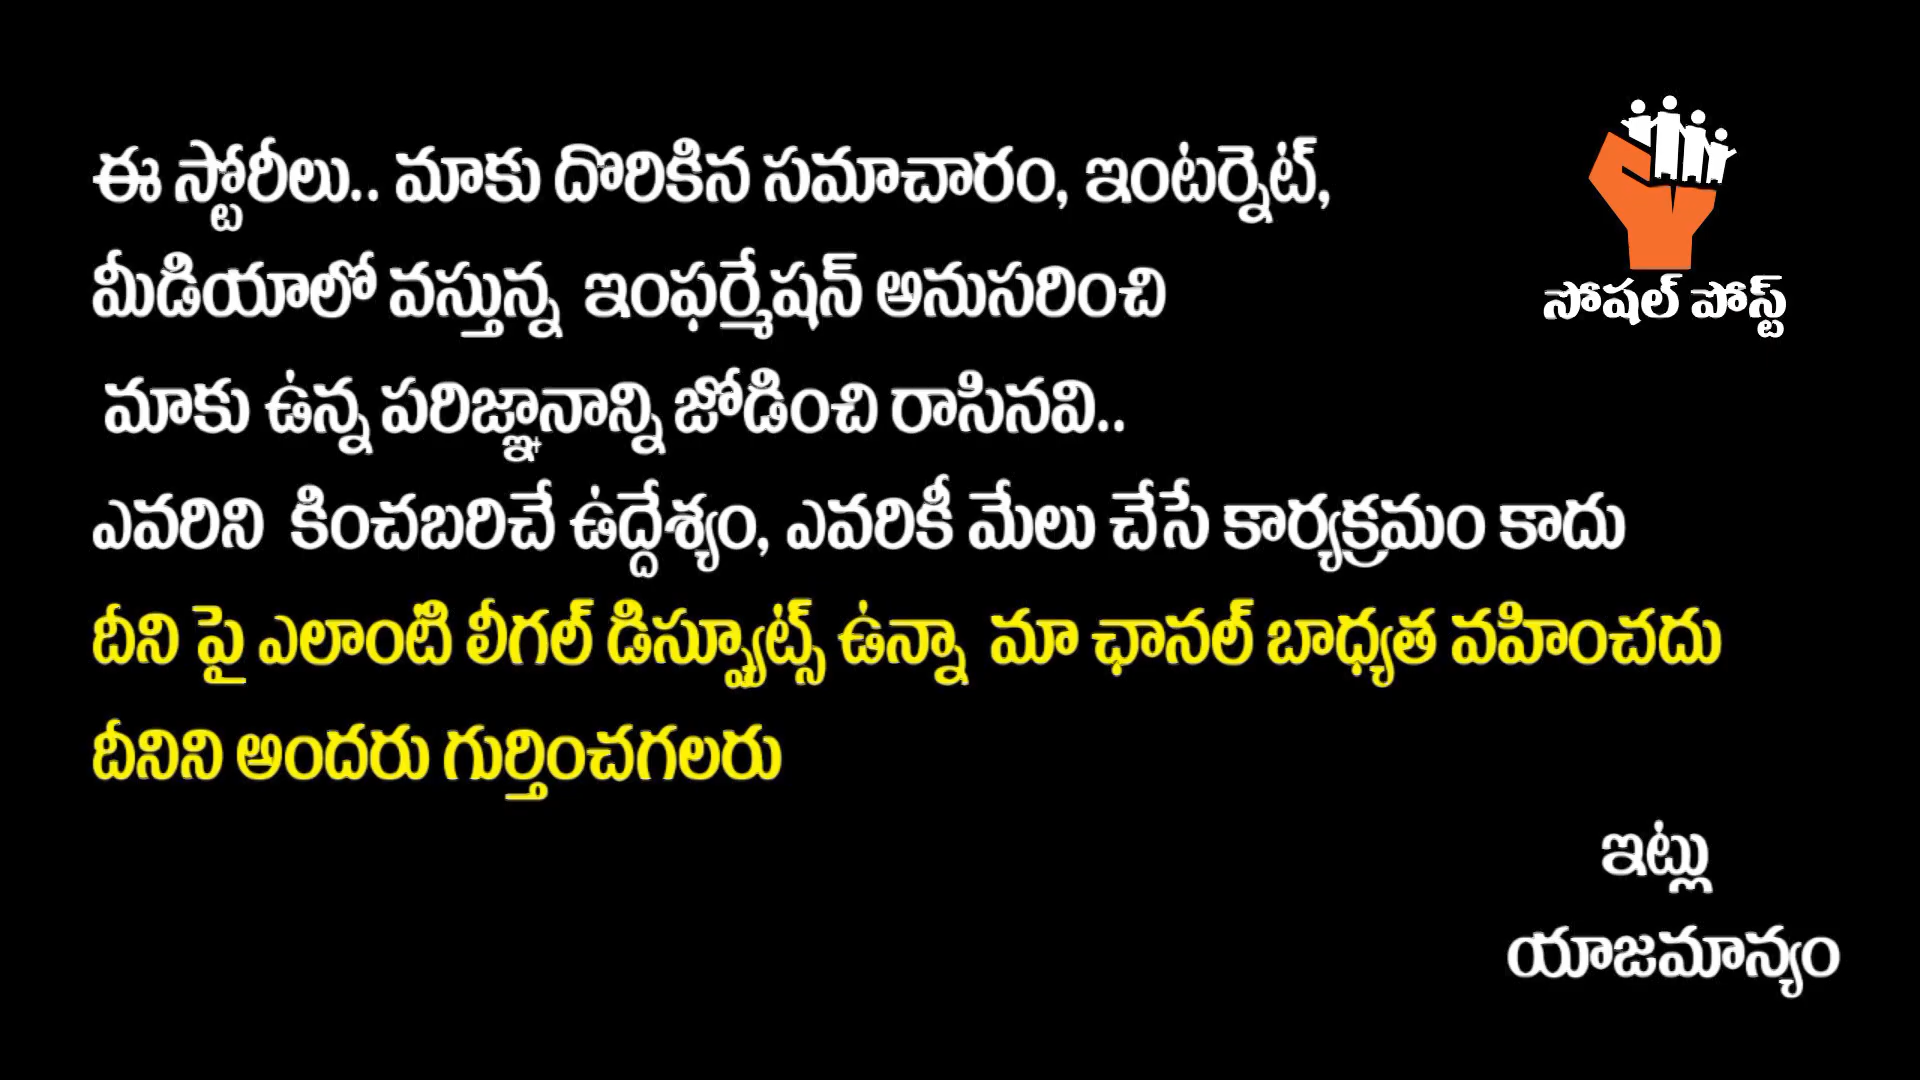 ఈ స్టోరీలు.. మాకు దొరికిన సమాచారం, ఇంటర్నెట్,
మీడియాలో వస్తున్న ఇంఫర్మేషన్ అనుసరించి
మాకు ఉన్న పరిజ్ఞానాన్ని జోడించి రాసినవి..
ఎవరిని కించబరిచే ఉద్దేశ్యం, ఎవరికీ మేలు చేసే కార్యక్రమం కాదు
దీని పై ఎలాంటి లీగల్ డిస్ప్యూట్స్ ఉన్నా మా ఛానల్ బాధ్యత వహించదు
దీనిని అందరు గుర్తించగలరు
ఇట్లు
యాజమాన్యం
సోషల్ పోస్ట్